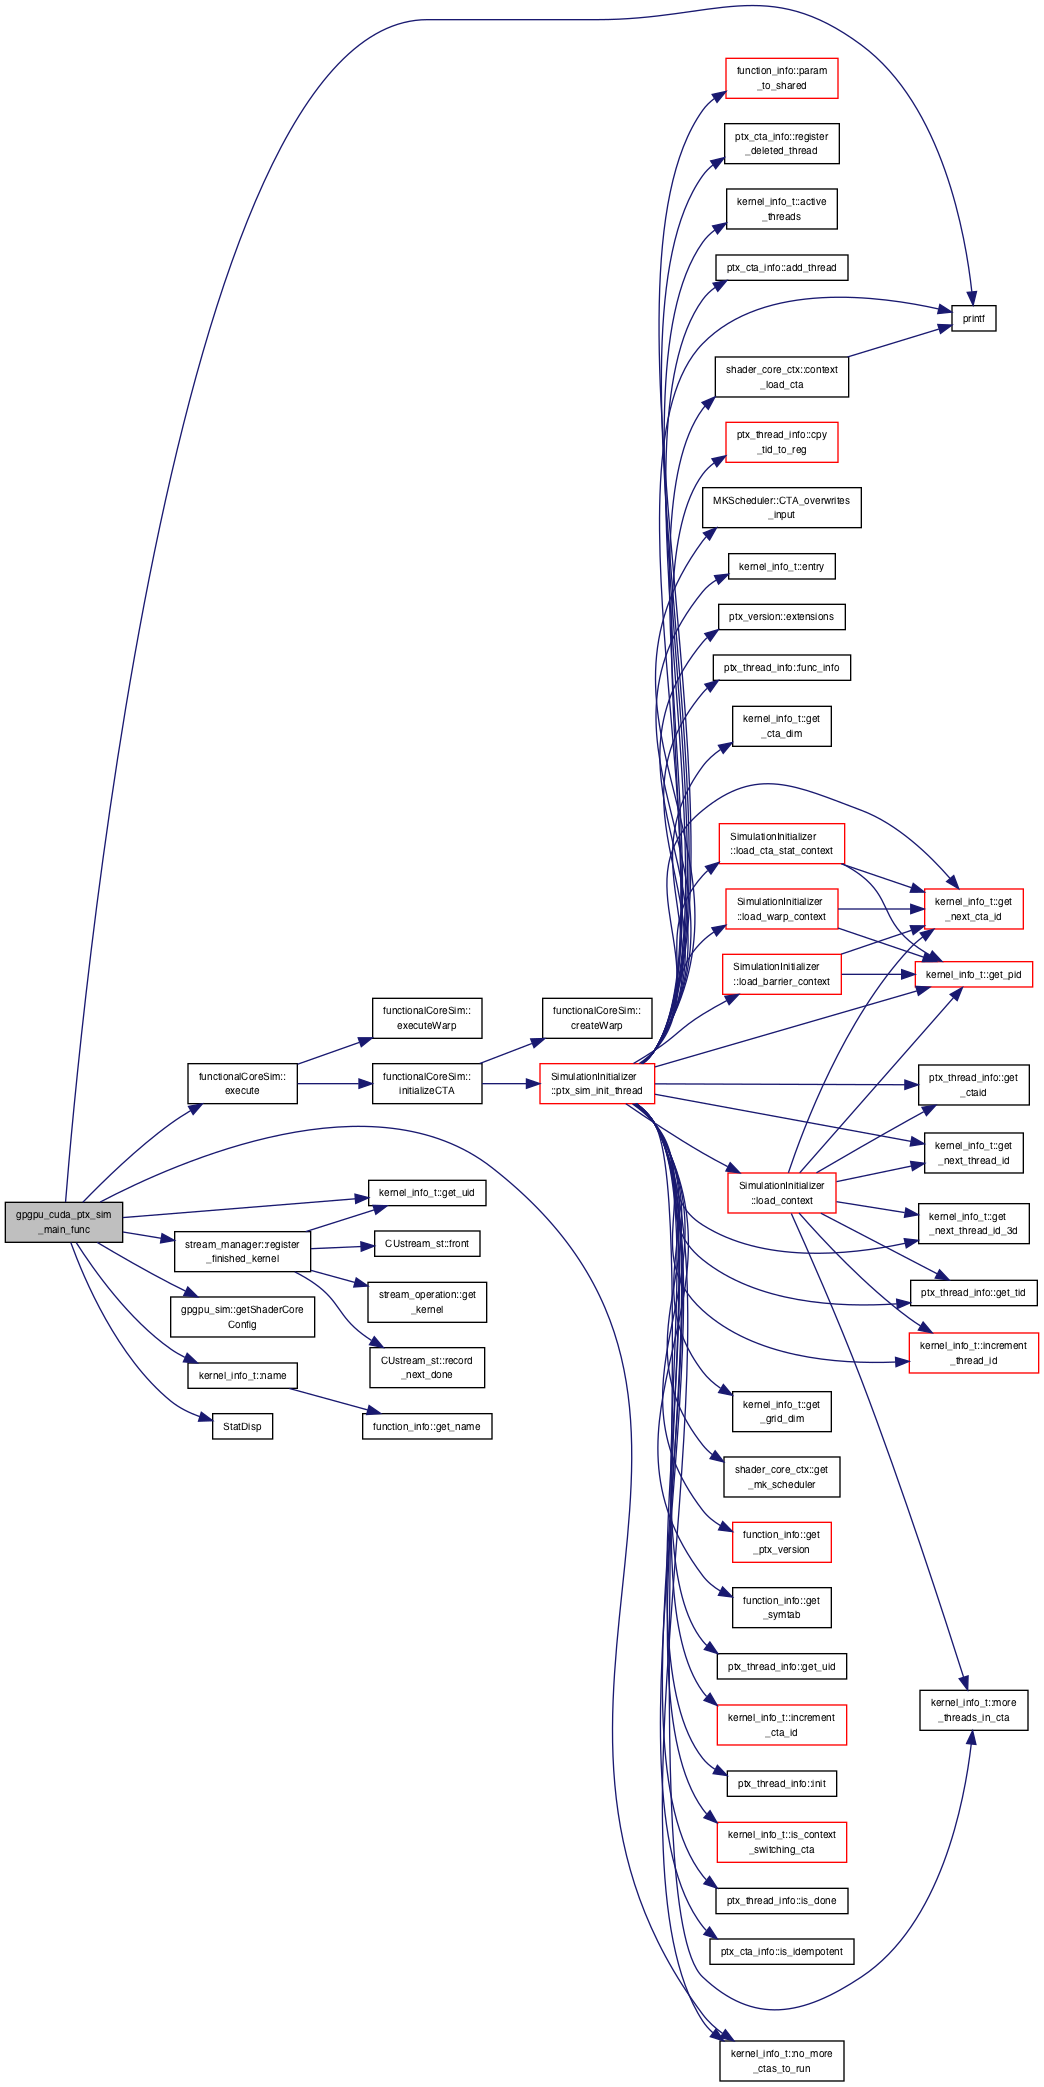 function_info::param
_to_shared
ptx_cta_info::register
_deleted_thread
kernel_info_t::active
_threads
ptx_cta_info::add_thread
printf
shader_core_ctx::context
_load_cta
ptx_thread_info::cpy
_tid_to_reg
MKScheduler::CTA_overwrites
_input
kernel_info_t::entry
ptx_version::extensions
ptx_thread_info::func_info
kernel_info_t::get
_cta_dim
SimulationInitializer
::load_cta_stat_context
SimulationInitializer
::load_warp_context
kernel_info_t::get
_next_cta_id
SimulationInitializer
::load_barrier_context
kernel_info_t::get_pid
functionalCoreSim::
executeWarp
functionalCoreSim::
createWarp
functionalCoreSim::
execute
functionalCoreSim::
initializeCTA
SimulationInitializer
::ptx_sim_init_thread
ptx_thread_info::get
_ctaid
kernel_info_t::get
_next_thread_id
SimulationInitializer
::load_context
kernel_info_t::get_uid
gpgpu_cuda_ptx_sim
_main_func
kernel_info_t::get
_next_thread_id_3d
stream_manager::register
_finished_kernel
CUstream_st::front
ptx_thread_info::get_tid
stream_operation::get
_kernel
gpgpu_sim::getShaderCore
Config
kernel_info_t::increment
_thread_id
CUstream_st::record
_next_done
kernel_info_t::name
kernel_info_t::get
_grid_dim
StatDisp
function_info::get_name
shader_core_ctx::get
_mk_scheduler
function_info::get
_ptx_version
function_info::get
_symtab
ptx_thread_info::get_uid
kernel_info_t::increment
_cta_id
kernel_info_t::more
_threads_in_cta
ptx_thread_info::init
kernel_info_t::is_context
_switching_cta
ptx_thread_info::is_done
ptx_cta_info::is_idempotent
kernel_info_t::no_more
_ctas_to_run